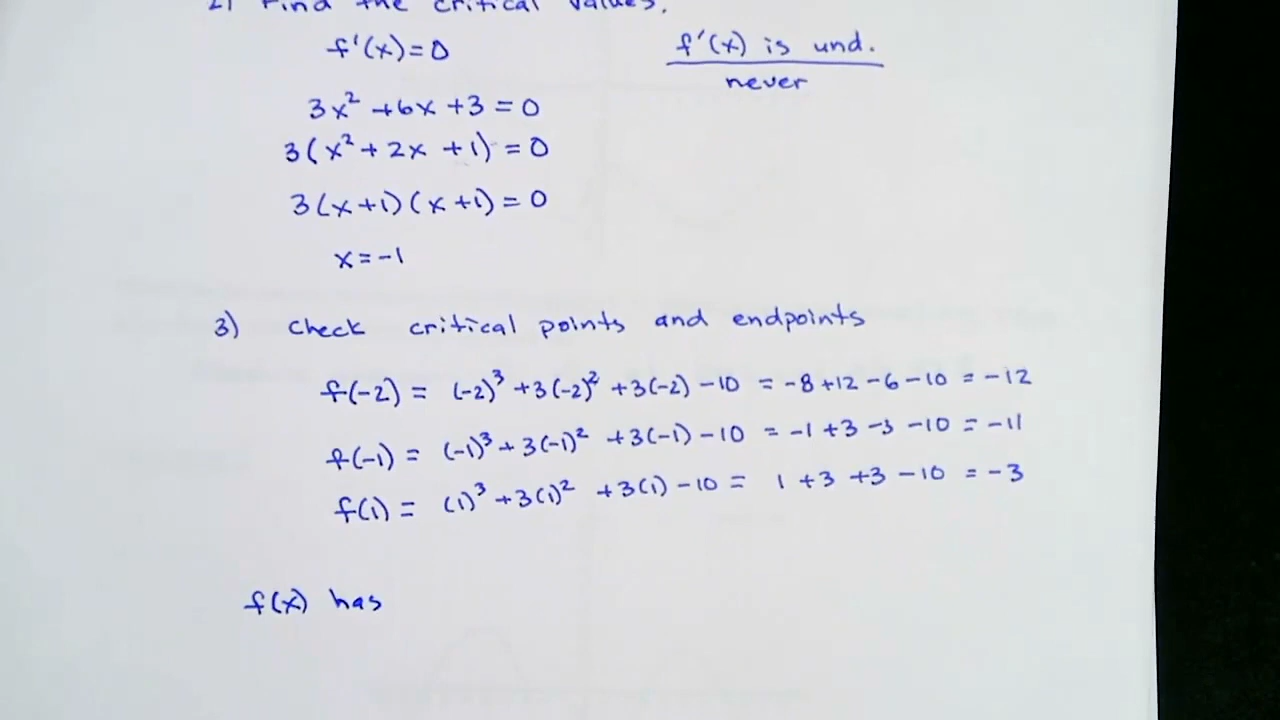 2) Find the critical values.
f'(x)=0
f'(x) is und.
never
3x² +6x +3 = 0
3(x² + 2x +1) = 0
3(x+1)(x+1) = 0
x = -1
3) Check critical points and endpoints
f(-2) = (-2)³ +3(-2)² +3(-2) -10 = -8 +12 -6 -10 = -12
f(-1) = (-1)³ + 3(-1)² +3(-1) -10 = -1 +3 -3 -10 = -11
f(1) = (1)³ +3(1)² +3(1) -10 = 1 +3 +3 -10 = -3
f(x) has